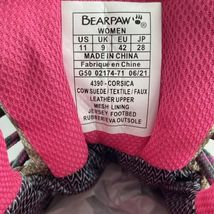 BEARPAW
WOMEN
US UK EU JP
11 9 42 28
MADE IN CHINA
Fabriqué en Chine
G50 02174-71 06/21
4390 - CORSICA
COW SUEDE / TEXTILE / FAUX
LEATHER UPPER
MESH LINING
JERSEY FOOTBED
RUBBER/EVA OUTSOLE